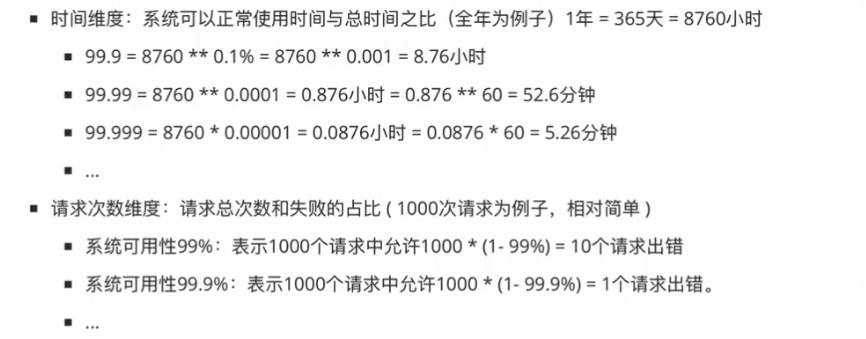 ▪ 时间维度：系统可以正常使用时间与总时间之比（全年为例子）1年 = 365天 = 8760小时
▪ 99.9 = 8760 ** 0.1% = 8760 ** 0.001 = 8.76小时
▪ 99.99 = 8760 ** 0.0001 = 0.876小时 = 0.876 ** 60 = 52.6分钟
▪ 99.999 = 8760 * 0.00001 = 0.0876小时 = 0.0876 * 60 = 5.26分钟
▪ ...
▪ 请求次数维度：请求总次数和失败的占比 ( 1000次请求为例子，相对简单 )
▪ 系统可用性99%：表示1000个请求中允许1000 * (1- 99%) = 10个请求出错
▪ 系统可用性99.9%：表示1000个请求中允许1000 * (1- 99.9%) = 1个请求出错。
▪ ...